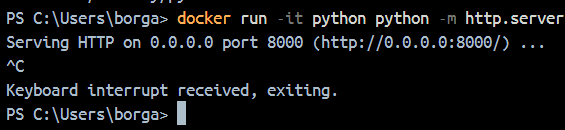 PS C:\Users\borga> docker run -it python python -m http.server
Serving HTTP on 0.0.0.0 port 8000 (http://0.0.0.0:8000/) ...
^C
Keyboard interrupt received, exiting.
PS C:\Users\borga>